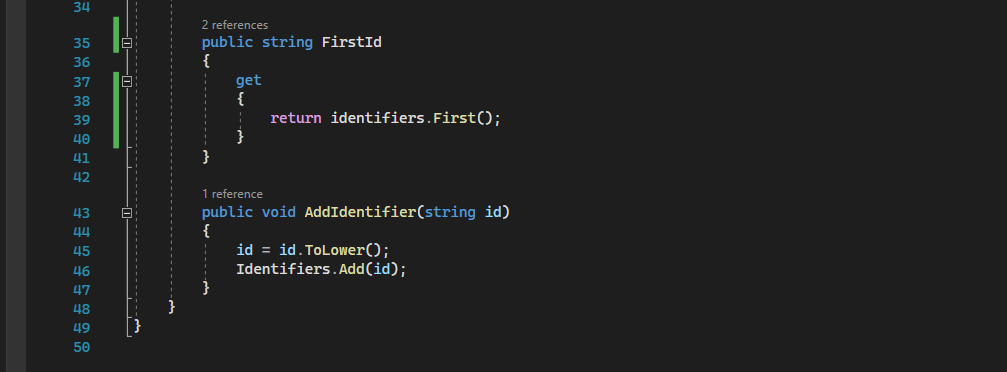 34
2 references
35 public string FirstId
36 {
37 get
38 {
39 return identifiers.First();
40 }
41 }
42
1 reference
43 public void AddIdentifier(string id)
44 {
45 id = id.ToLower();
46 Identifiers.Add(id);
47 }
48 }
49 }
50